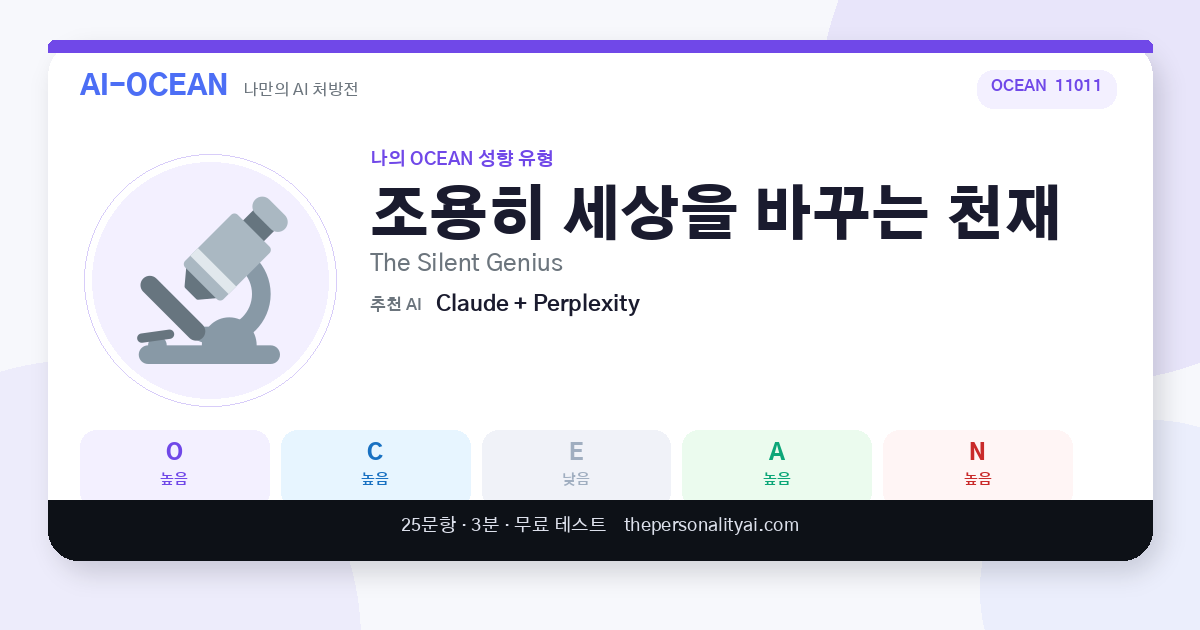 AI-OCEAN 나만의 AI 처방전
OCEAN 11011
나의 OCEAN 성향 유형
조용히 세상을 바꾸는 천재
The Silent Genius
추천 AI Claude + Perplexity
O C E A N
높음 높음 낮음 높음 높음
25문항 · 3분 · 무료 테스트 thepersonalityai.com